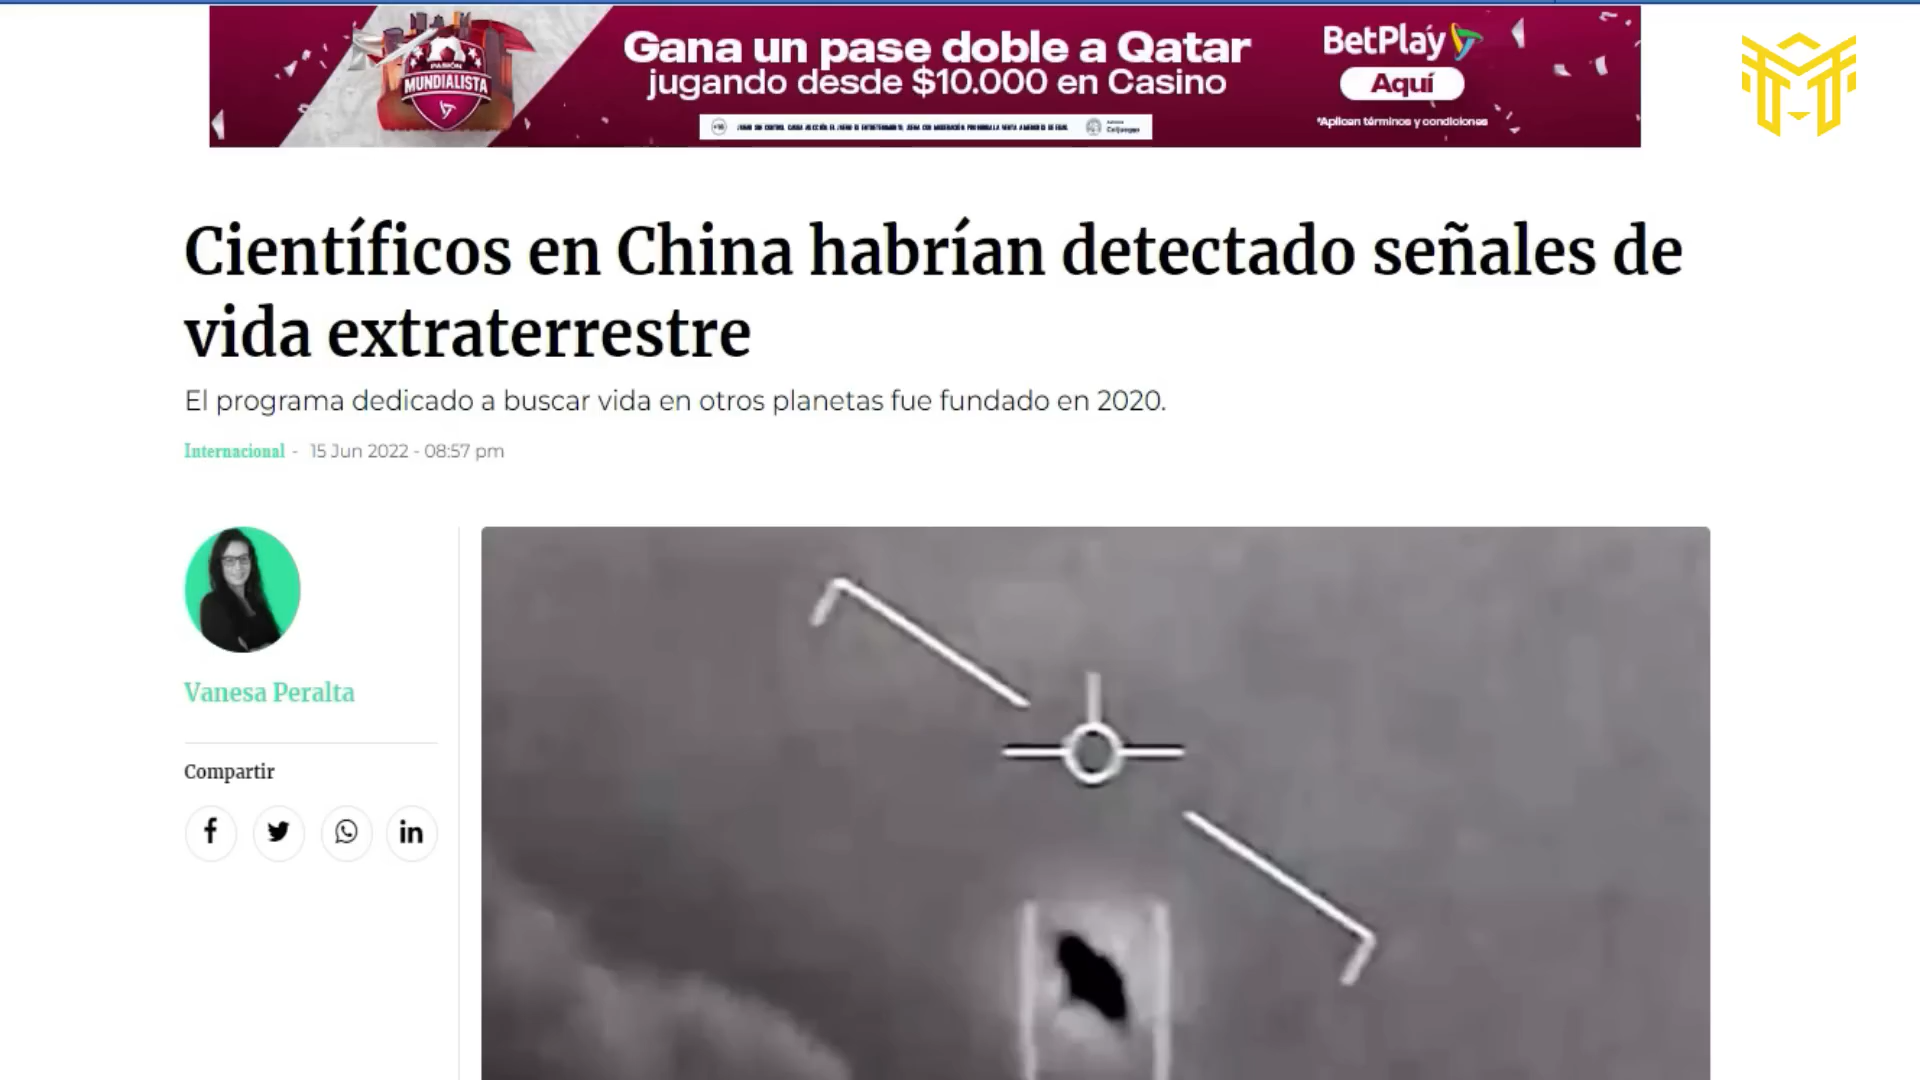 PASIÓN
MUNDIALISTA
Gana un pase doble a Qatar
jugando desde $10.000 en Casino
BetPlay
Aquí
*Aplican términos y condiciones
Coljuegos
Científicos en China habrían detectado señales de
vida extraterrestre
El programa dedicado a buscar vida en otros planetas fue fundado en 2020.
Internacional - 15 Jun 2022 - 08:57 pm
Vanesa Peralta
Compartir